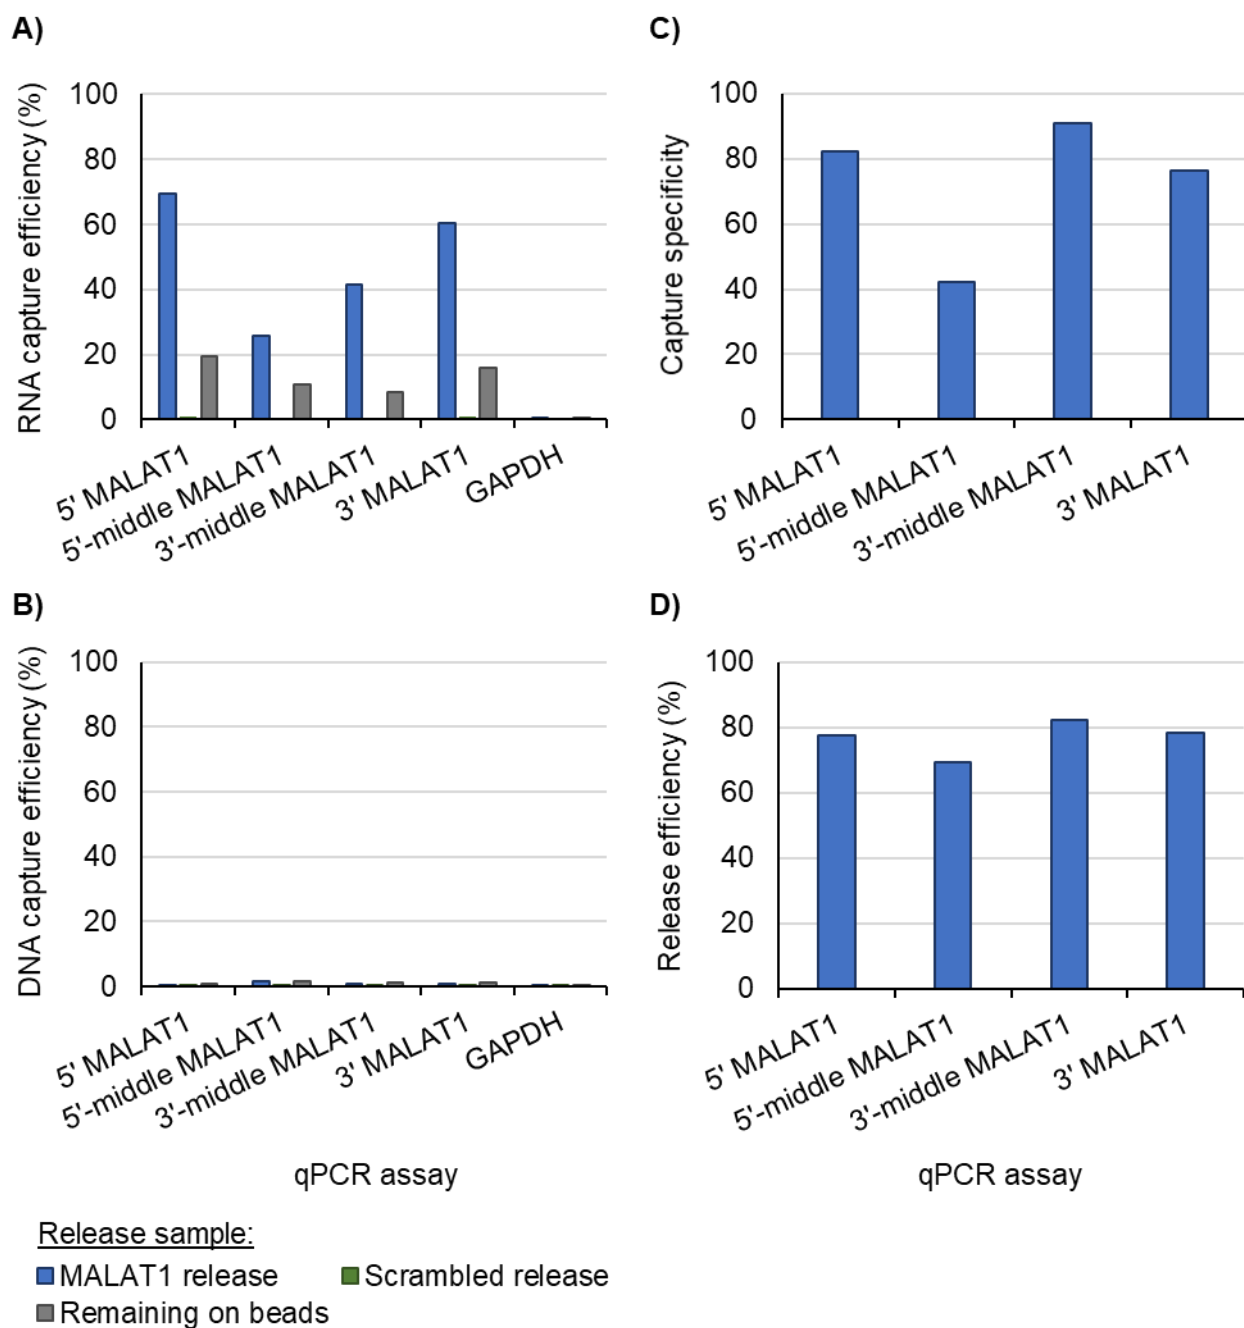 A)
RNA capture efficiency (%)
100
80
60
40
20
0
5' MALAT1
5'-middle MALAT1
3'-middle MALAT1
3' MALAT1
GAPDH
C)
Capture specificity
100
80
60
40
20
0
5' MALAT1
5'-middle MALAT1
3'-middle MALAT1
3' MALAT1
B)
DNA capture efficiency (%)
100
80
60
40
20
0
5' MALAT1
5'-middle MALAT1
3'-middle MALAT1
3' MALAT1
GAPDH
qPCR assay
D)
Release efficiency (%)
100
80
60
40
20
0
5' MALAT1
5'-middle MALAT1
3'-middle MALAT1
3' MALAT1
qPCR assay
Release sample:
MALAT1 release
Scrambled release
Remaining on beads